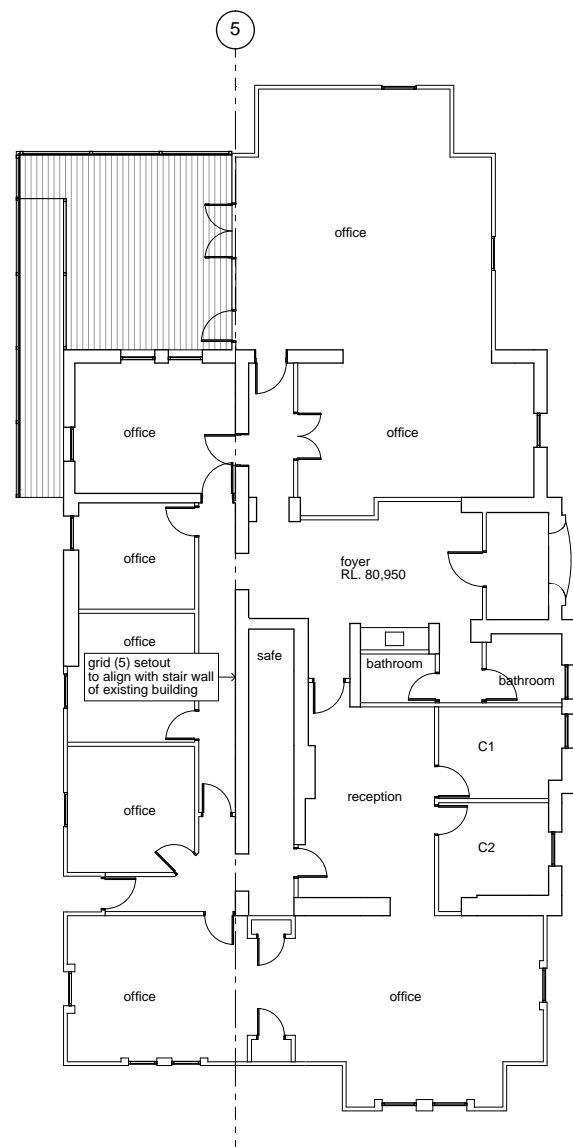 5
office
office
office
office
foyer
RL. 80,950
office
safe
bathroom
grid (5) setout
to align with stair wall
of existing building
bathroom
C1
reception
office
C2
office
office